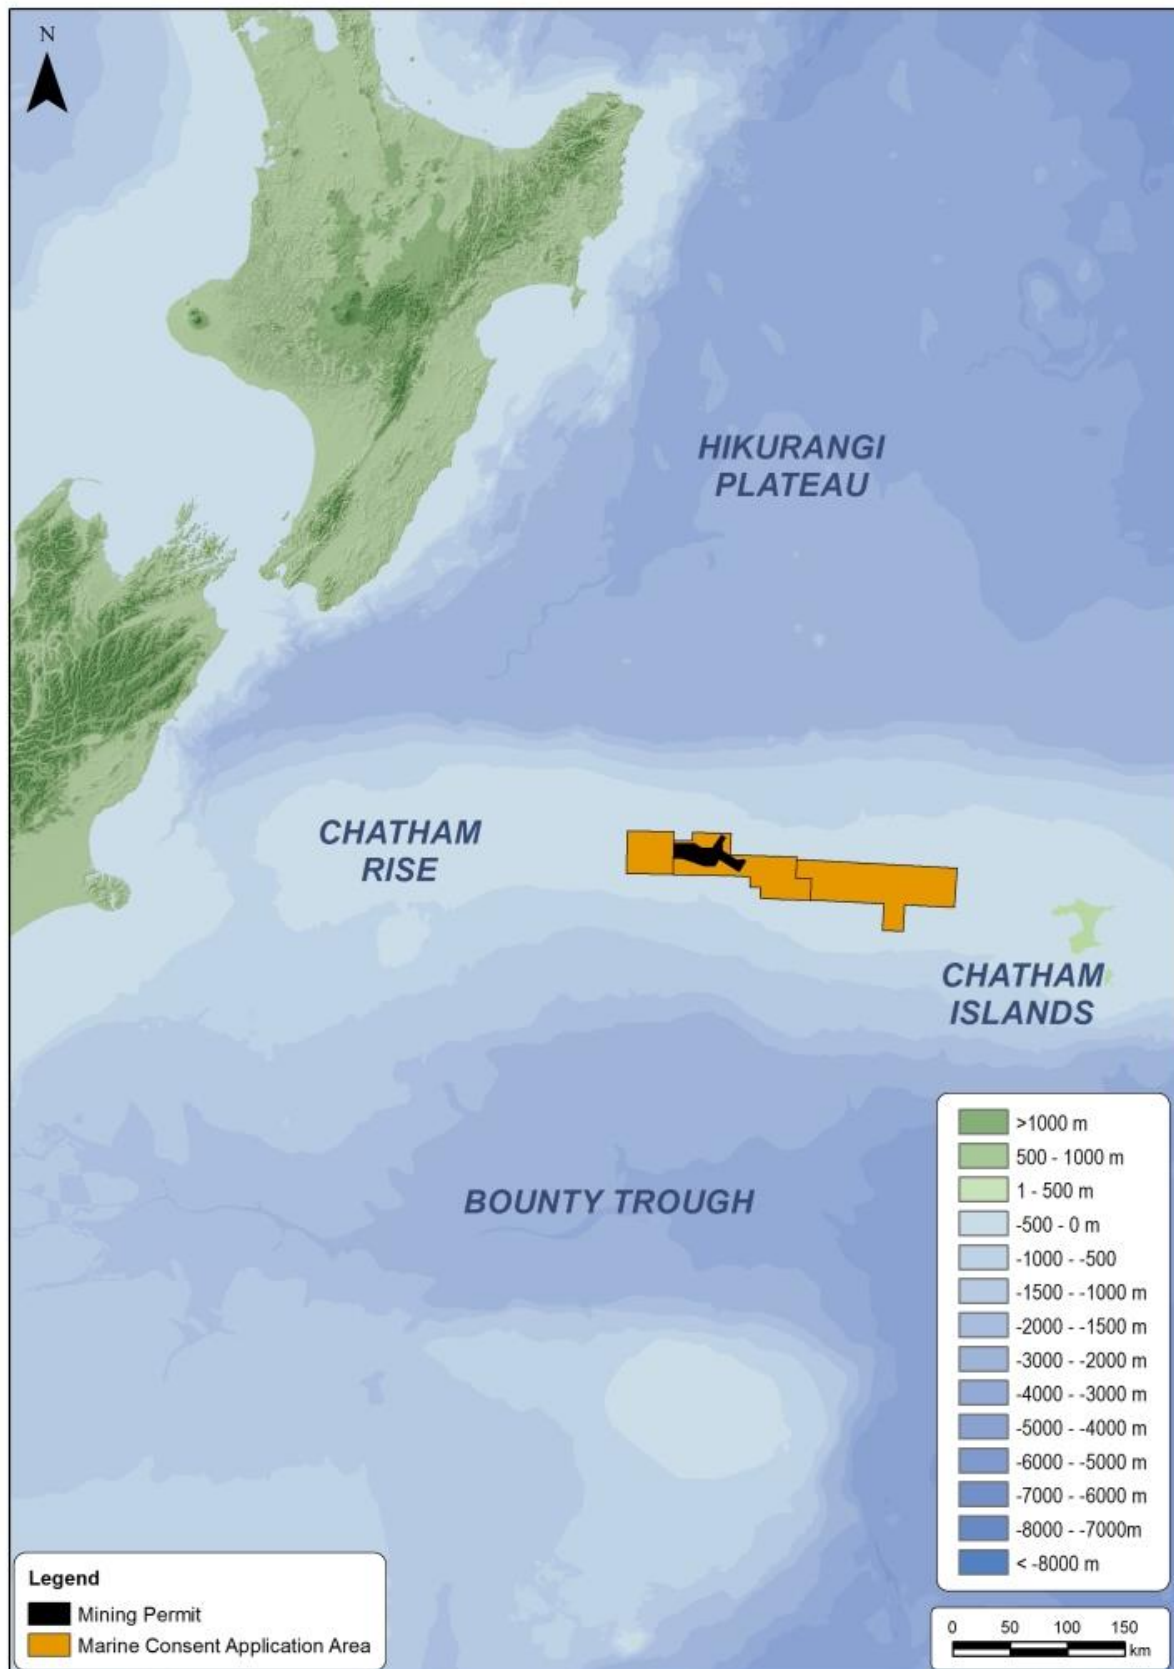 N
HIKURANGI
PLATEAU
CHATHAM
RISE
CHATHAM
ISLANDS
BOUNTY TROUGH
>1000 m
500 - 1000 m
1 - 500 m
-500 - 0 m
-1000 - -500
-1500 - -1000 m
-2000 - -1500 m
-3000 - -2000 m
-4000 - -3000 m
-5000 - -4000 m
-6000 - -5000 m
-7000 - -6000 m
-8000 - -7000m
< -8000 m
Legend
Mining Permit
Marine Consent Application Area
0 50 100 150
km